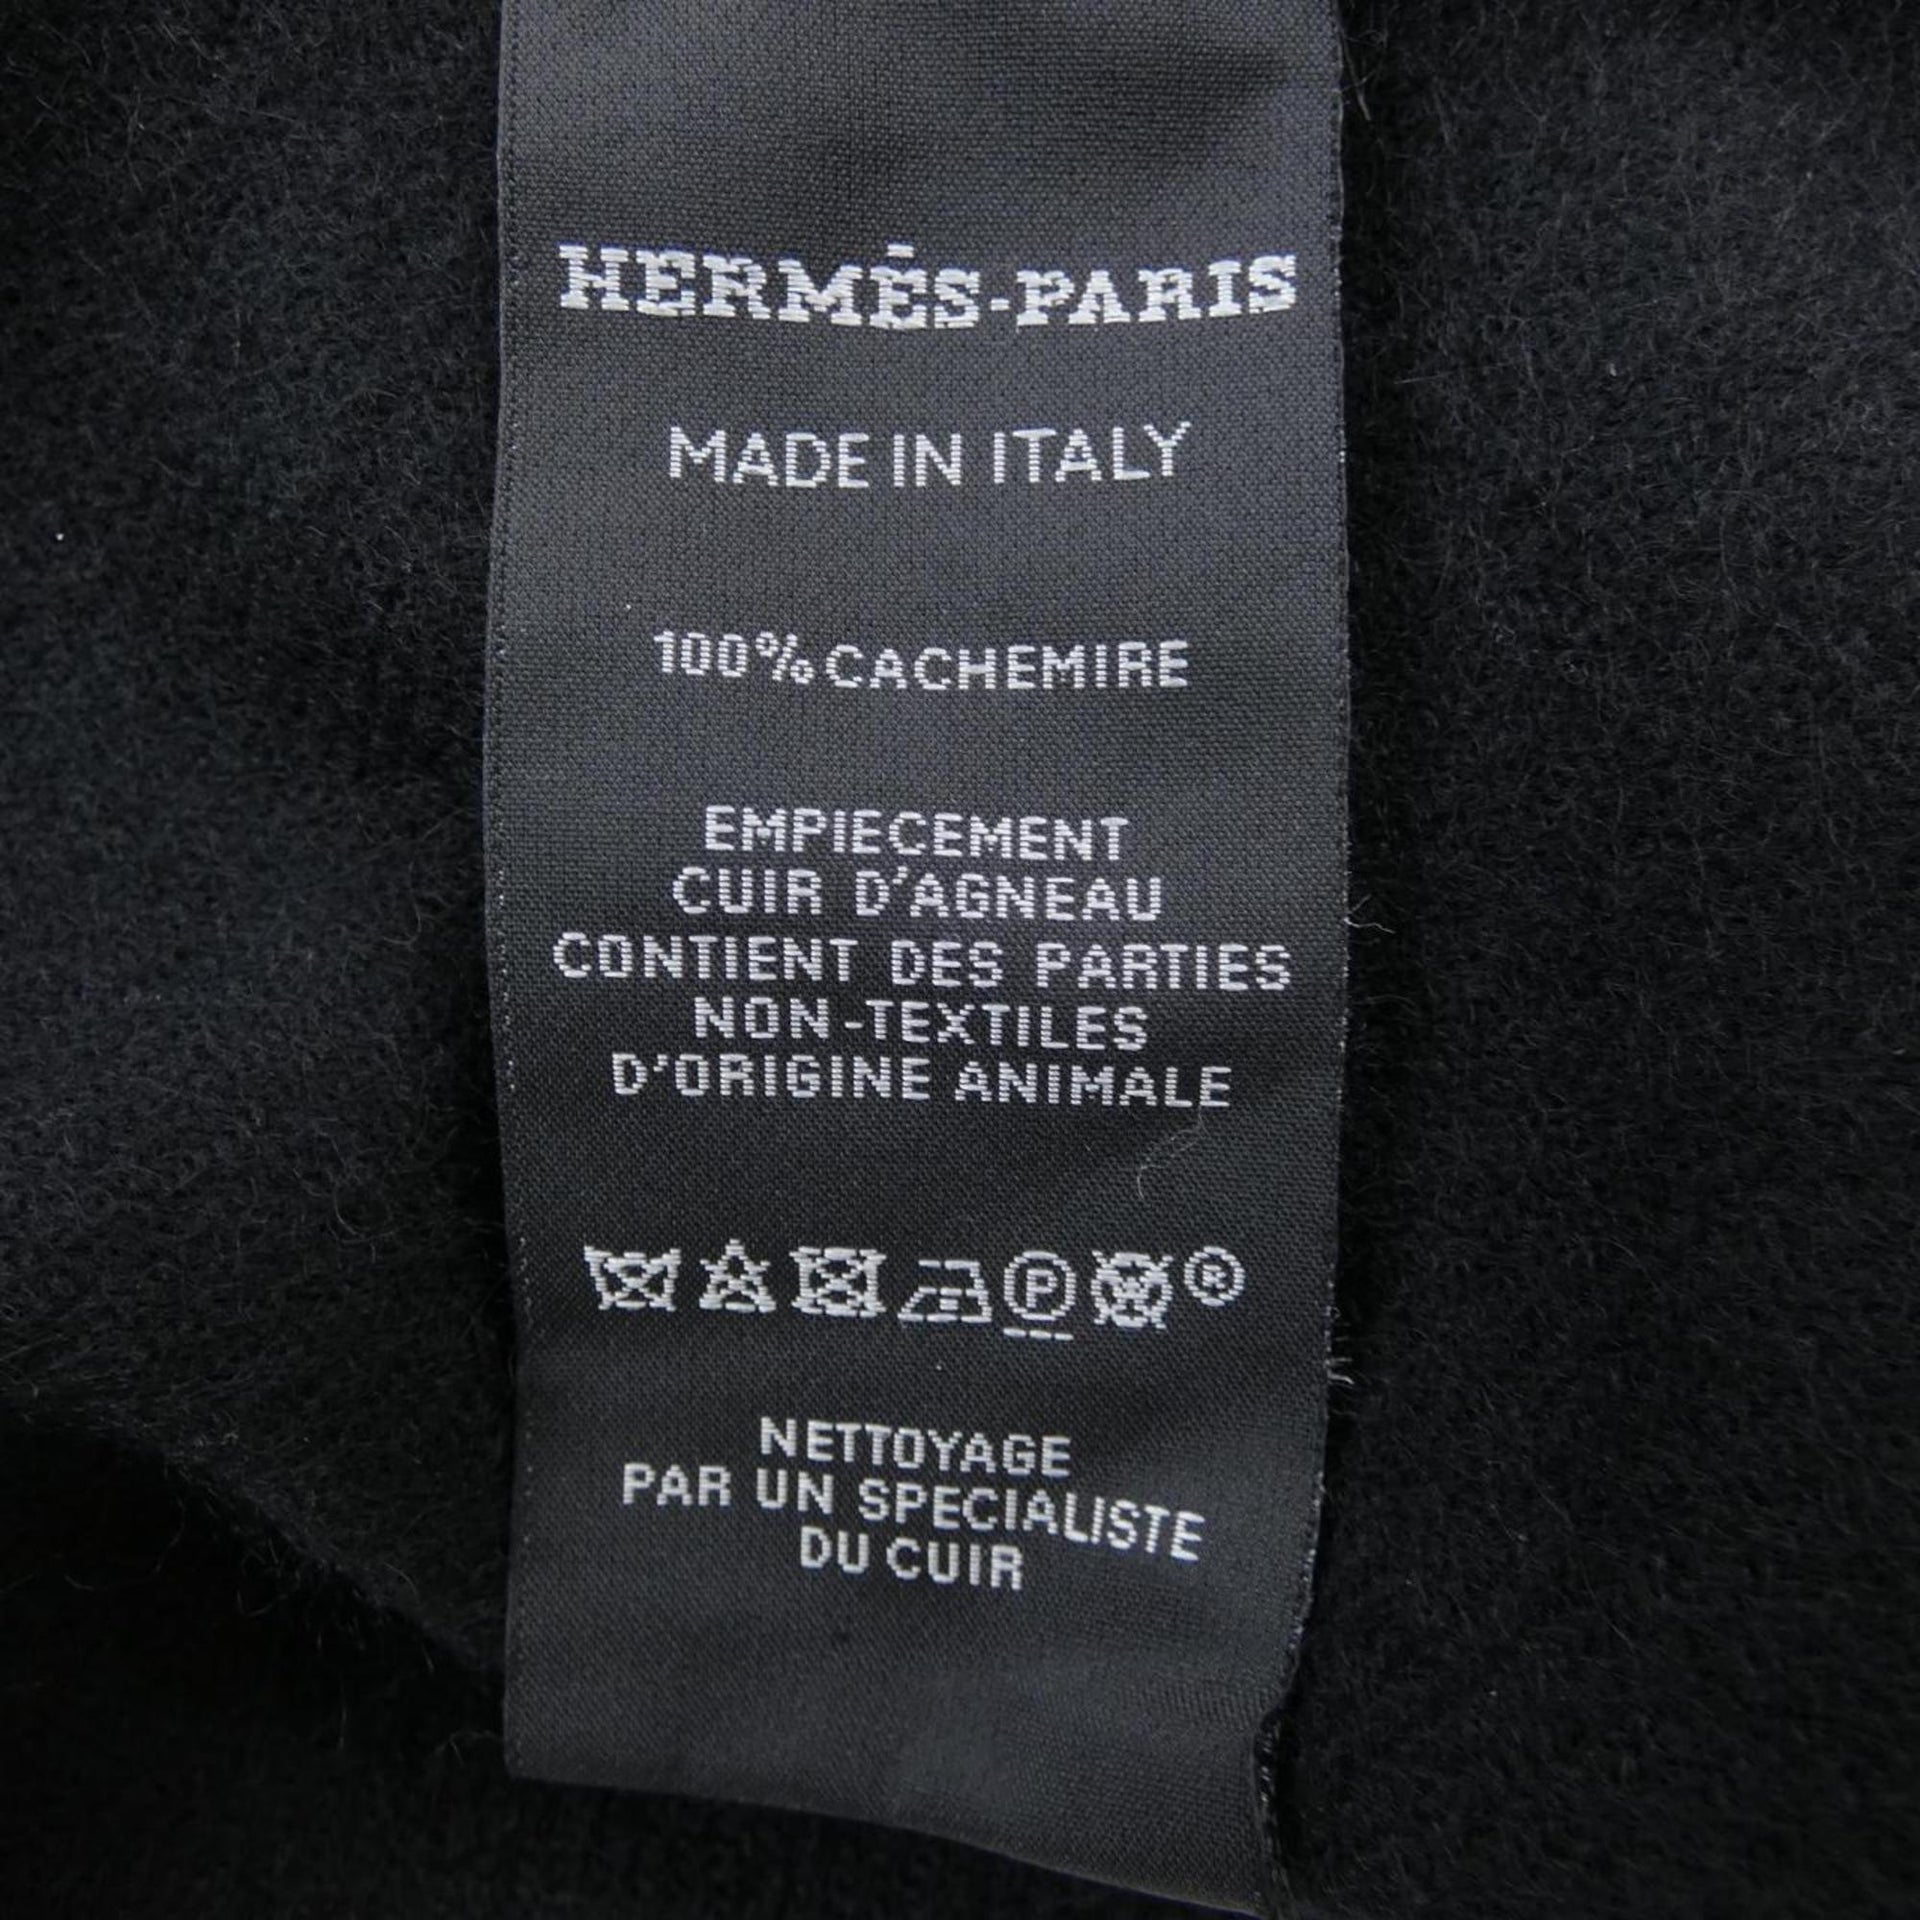 HERMÈS-PARIS
MADE IN ITALY
100% CACHEMIRE
EMPIECEMENT
CUIR D'AGNEAU
CONTIENT DES PARTIES
NON-TEXTILES
D'ORIGINE ANIMALE
P W ®
NETTOYAGE
PAR UN SPECIALISTE
DU CUIR